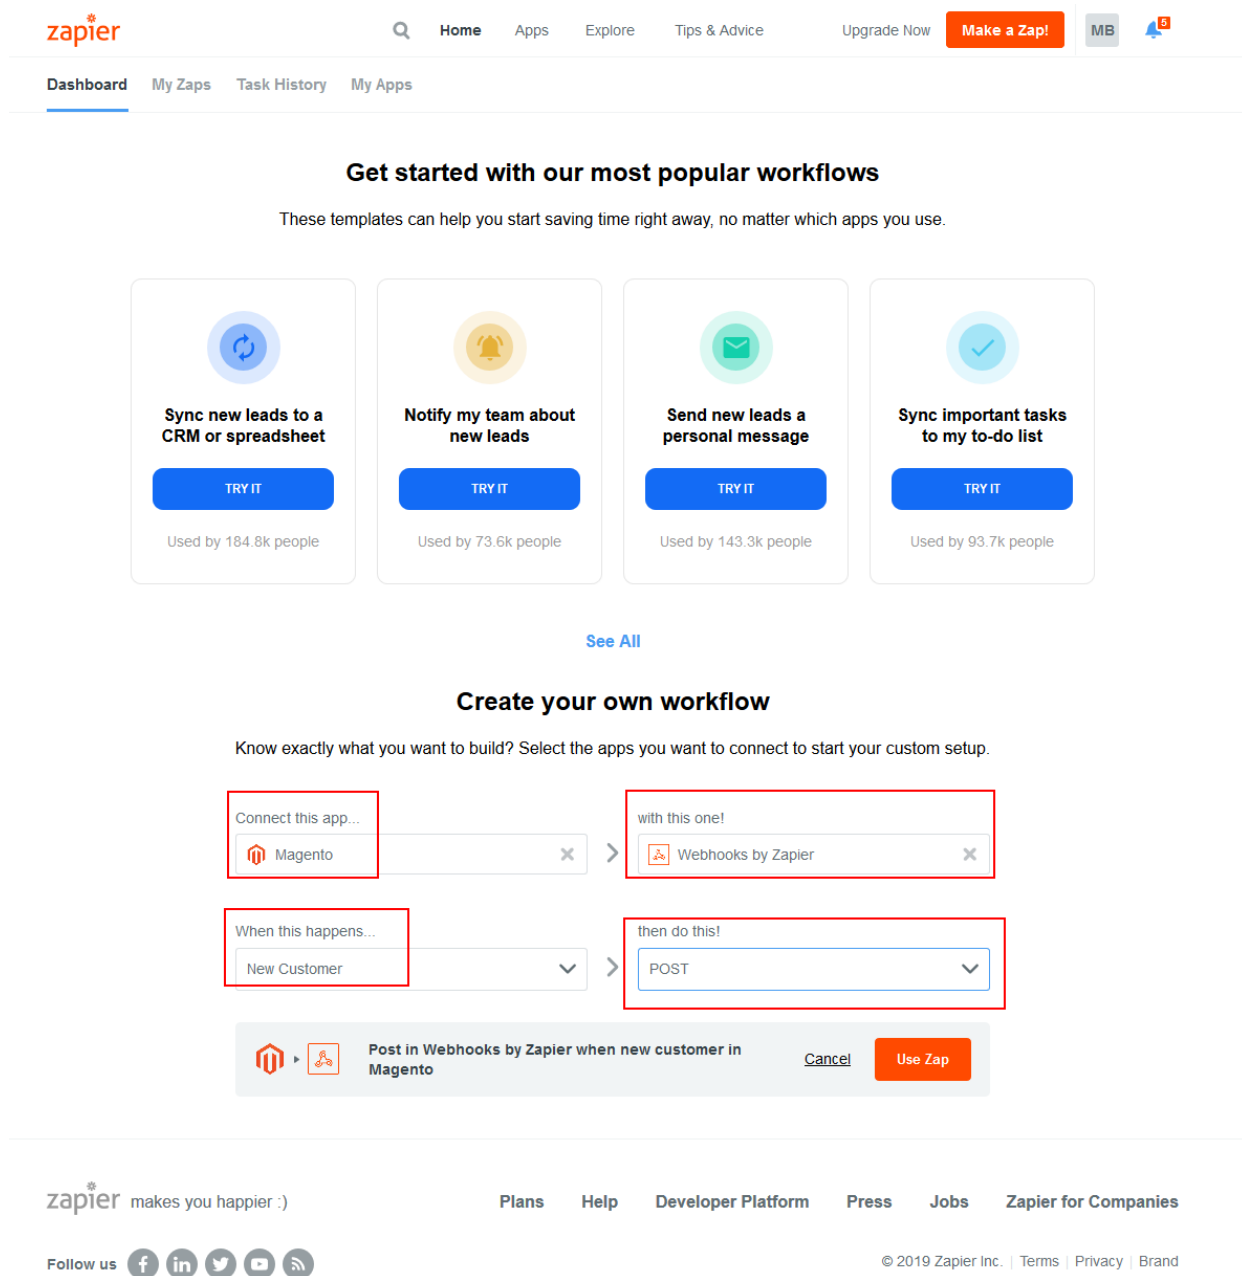 zapier
Home Apps Explore Tips & Advice Upgrade Now Make a Zap! MB 5
Dashboard My Zaps Task History My Apps
Get started with our most popular workflows
These templates can help you start saving time right away, no matter which apps you use.
Sync new leads to a
CRM or spreadsheet
TRY IT
Used by 184.8k people
Notify my team about
new leads
TRY IT
Used by 73.6k people
Send new leads a
personal message
TRY IT
Used by 143.3k people
Sync important tasks
to my to-do list
TRY IT
Used by 93.7k people
See All
Create your own workflow
Know exactly what you want to build? Select the apps you want to connect to start your custom setup.
Connect this app...
Magento
with this one!
Webhooks by Zapier
When this happens...
New Customer
then do this!
POST
Post in Webhooks by Zapier when new customer in
Magento
Cancel
Use Zap
zapier makes you happier :)
Plans Help Developer Platform Press Jobs Zapier for Companies
Follow us
© 2019 Zapier Inc. | Terms | Privacy | Brand